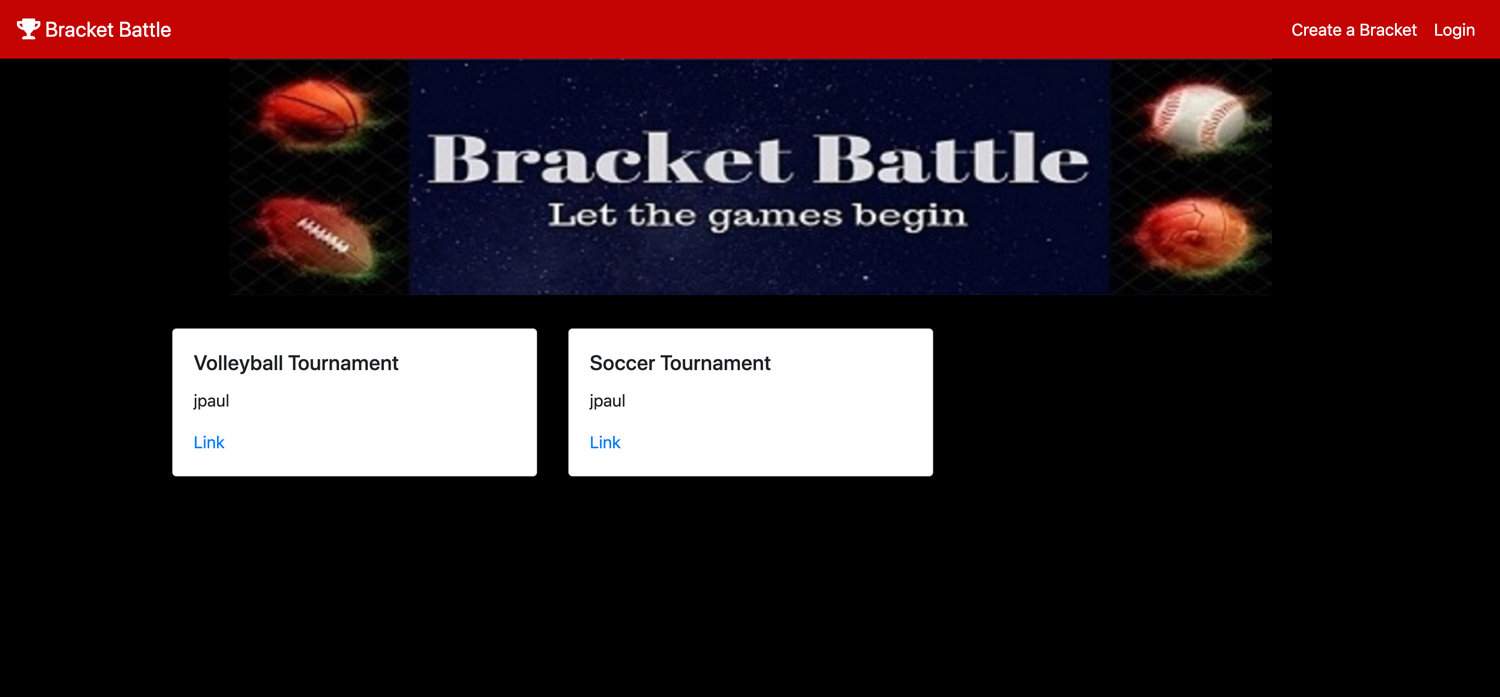 Bracket Battle
Create a Bracket
Login
Bracket Battle
Let the games begin
Volleyball Tournament
jpaul
Link
Soccer Tournament
jpaul
Link